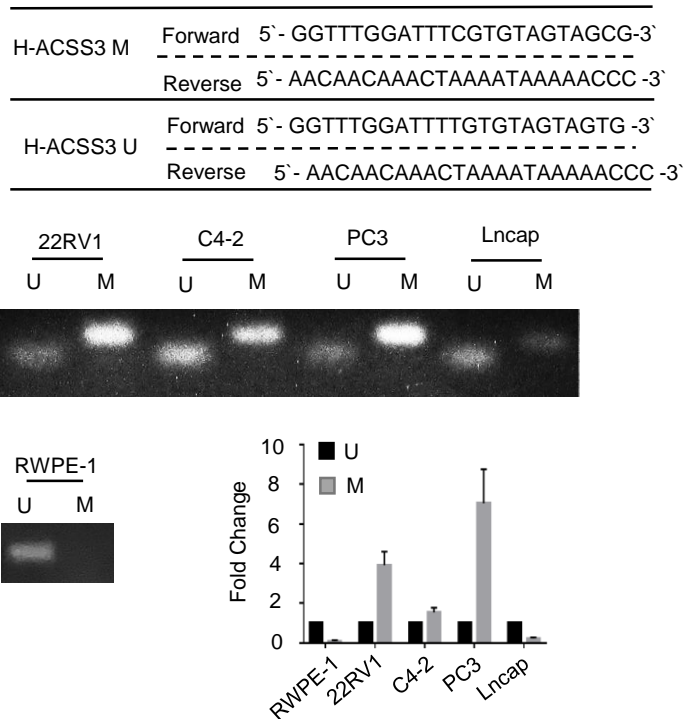 H-ACSS3 M
Forward 5`- GGTTTGGATTTCGTGTAGTAGCG-3`
Reverse 5`- AACAACAAACTAAAATAAAAACCC -3`
H-ACSS3 U
Forward 5`- GGTTTGGATTTTGTGTAGTAGTG -3`
Reverse 5`- AACAACAAACTAAAATAAAAACCC -3`
22RV1 C4-2 PC3 Lncap
U M U M U M U M
RWPE-1
U M
Fold Change
10
8
6
4
2
0
U
M
RWPE-1 22RV1 C4-2 PC3 Lncap